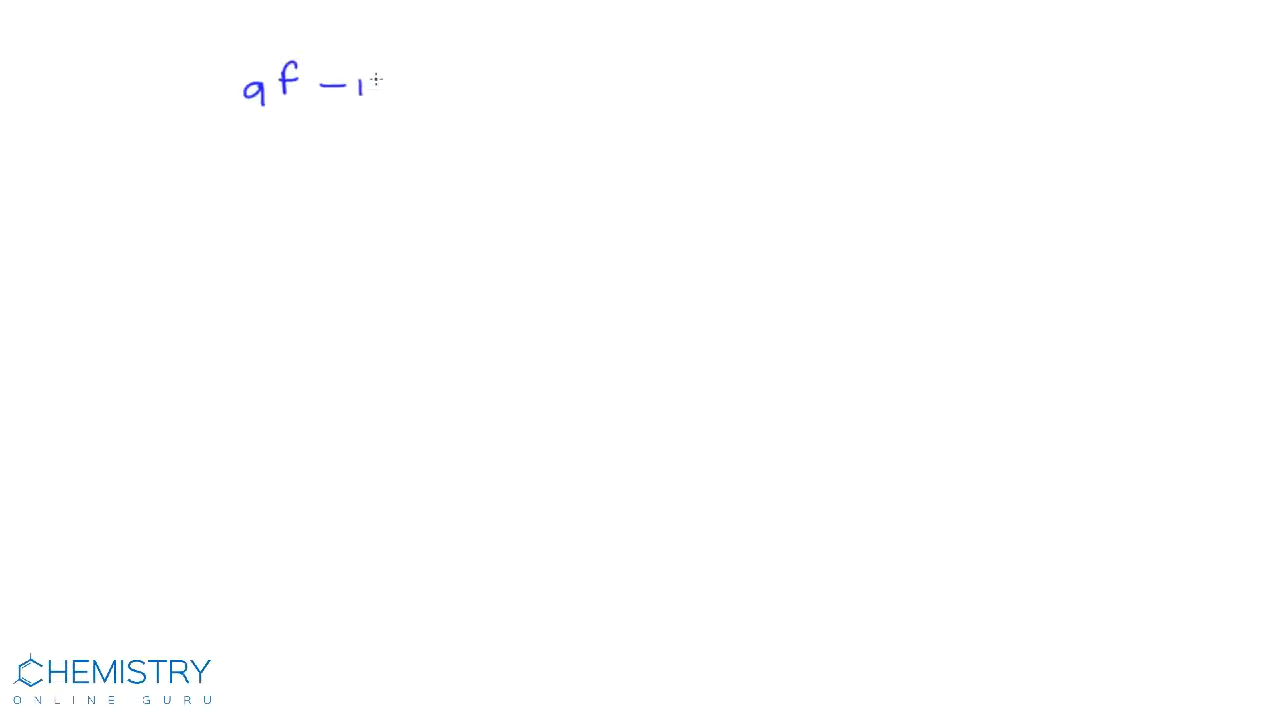 9F – 1
CHEMISTRY
ONLINE GURU